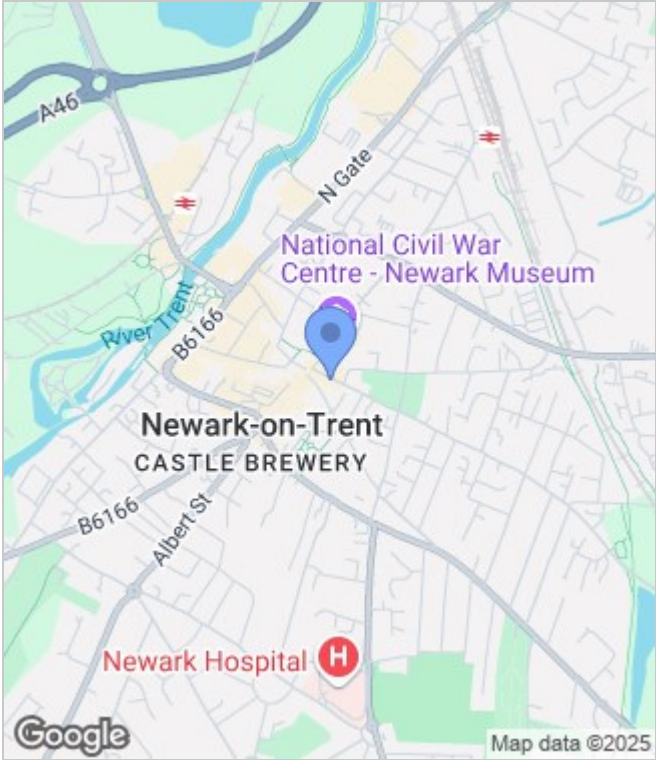 A46
N Gate
National Civil War
Centre - Newark Museum
River Trent
B6166
Newark-on-Trent
CASTLE BREWERY
B6166
Albert St
Newark Hospital
H
Google
Map data ©2025